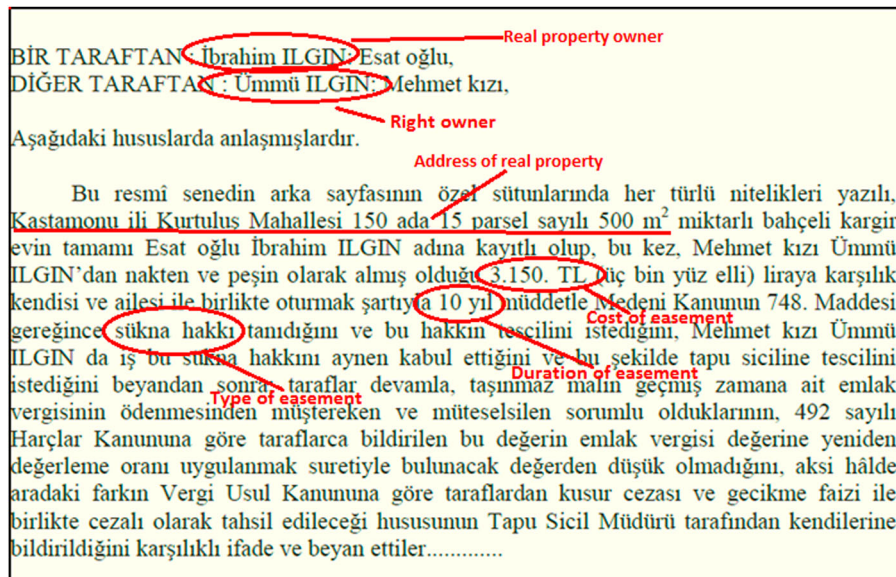 Real property owner
BİR TARAFTAN : İbrahim ILGIN: Esat oğlu,
DİĞER TARAFTAN : Ümmü ILGIN: Mehmet kızı,
Right owner
Aşağıdaki hususlarda anlaşmışlardır.
Address of real property
Bu resmî senedin arka sayfasının özel sütunlarında her türlü nitelikleri yazılı,
Kastamonu ili Kurtuluş Mahallesi 150 ada 15 parsel sayılı 500 m² miktarlı bahçeli kargir
evin tamamı Esat oğlu İbrahim ILGIN adına kayıtlı olup, bu kez, Mehmet kızı Ümmü
ILGIN’dan nakten ve peşin olarak almış olduğu 3.150. TL (üç bin yüz elli) liraya karşılık
kendisi ve ailesi ile birlikte oturmak şartıyla 10 yıl müddetle Medeni Kanunun 748. Maddesi
Cost of easement
gereğince sükna hakkı tanıdığını ve bu hakkın tescilini istediğini, Mehmet kızı Ümmü
ILGIN da iş bu sükna hakkını aynen kabul ettiğini ve bu şekilde tapu siciline tescilini
Duration of easement
istediğini beyandan sonra, taraflar devamla, taşınmaz malın geçmiş zamana ait emlak
Type of easement
vergisinin ödenmesinden müştereken ve müteselsilen sorumlu olduklarının, 492 sayılı
Harçlar Kanununa göre taraflarca bildirilen bu değerin emlak vergisi değerine yeniden
değerleme oranı uygulanmak suretiyle bulunacak değerden düşük olmadığını, aksi hâlde
aradaki farkın Vergi Usul Kanununa göre taraflardan kusur cezası ve gecikme faizi ile
birlikte cezalı olarak tahsil edileceği hususunun Tapu Sicil Müdürü tarafından kendilerine
bildirildiğini karşılıklı ifade ve beyan ettiler.............